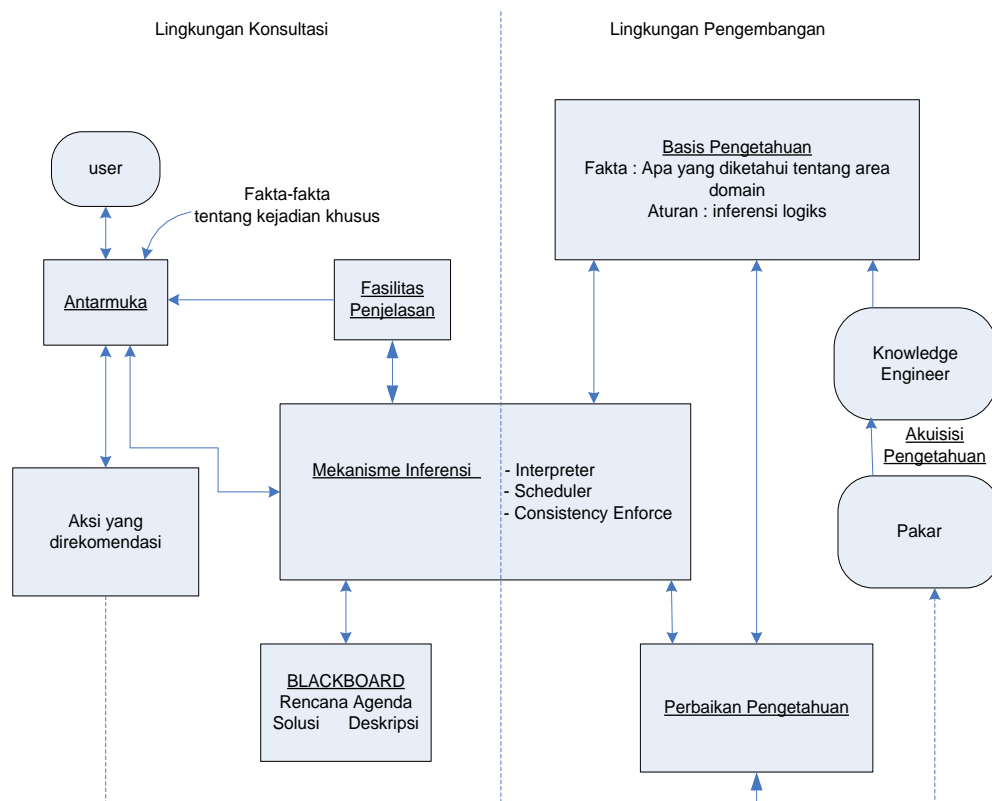 Lingkungan Konsultasi
Lingkungan Pengembangan
user
Fakta-fakta
tentang kejadian khusus
Antarmuka
Fasilitas
Penjelasan
Basis Pengetahuan
Fakta : Apa yang diketahui tentang area
domain
Aturan : inferensi logiks
Knowledge
Engineer
Akuisisi
Pengetahuan
Pakar
Mekanisme Inferensi - Interpreter
- Scheduler
- Consistency Enforce
Aksi yang
direkomendasi
BLACKBOARD
Rencana Agenda
Solusi Deskripsi
Perbaikan Pengetahuan